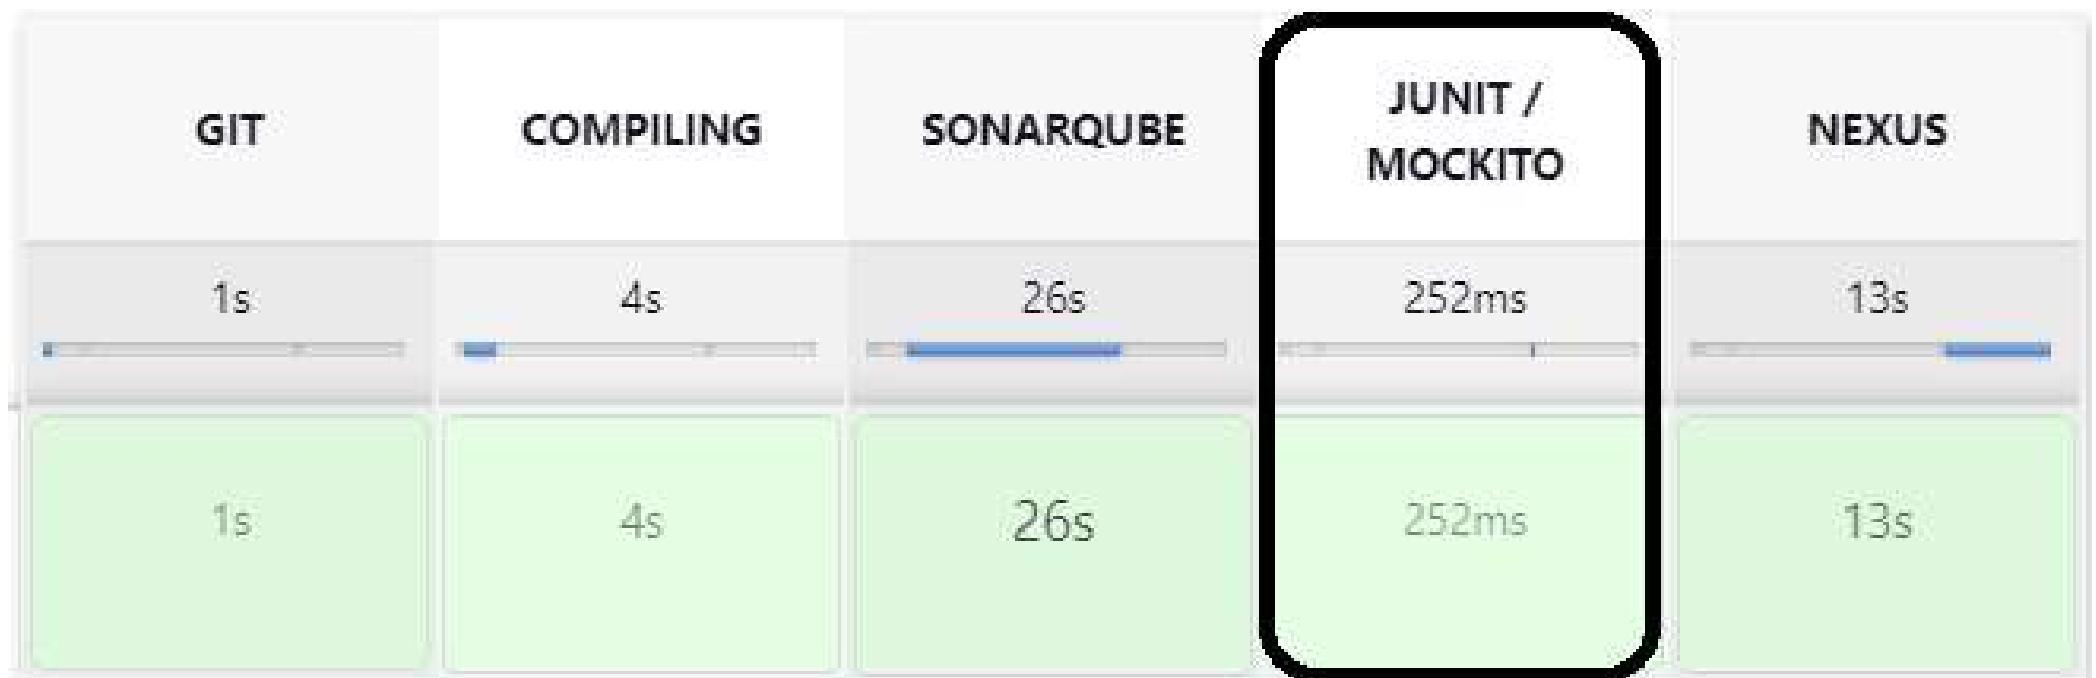 GIT
COMPILING
SONARQUBE
JUNIT /
MOCKITO
NEXUS
1s
4s
26s
252ms
13s
1s
4s
26s
252ms
13s